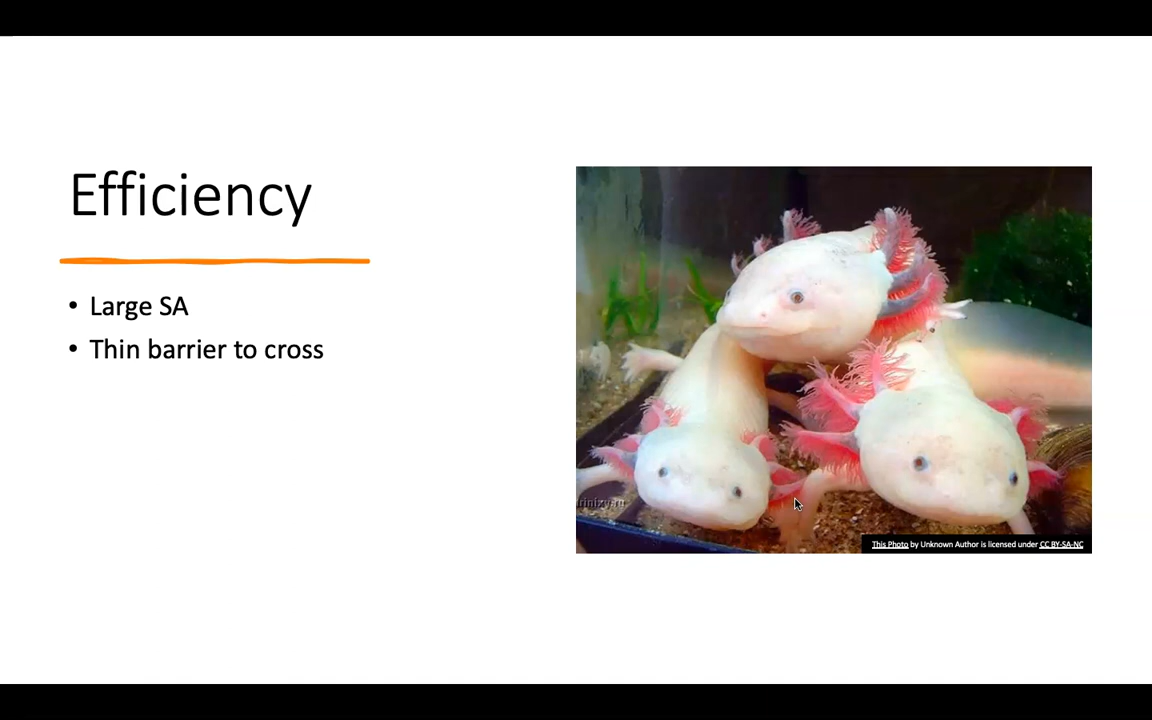 Efficiency
• Large SA
• Thin barrier to cross
This Photo by Unknown Author is licensed under CC BY-SA-NC